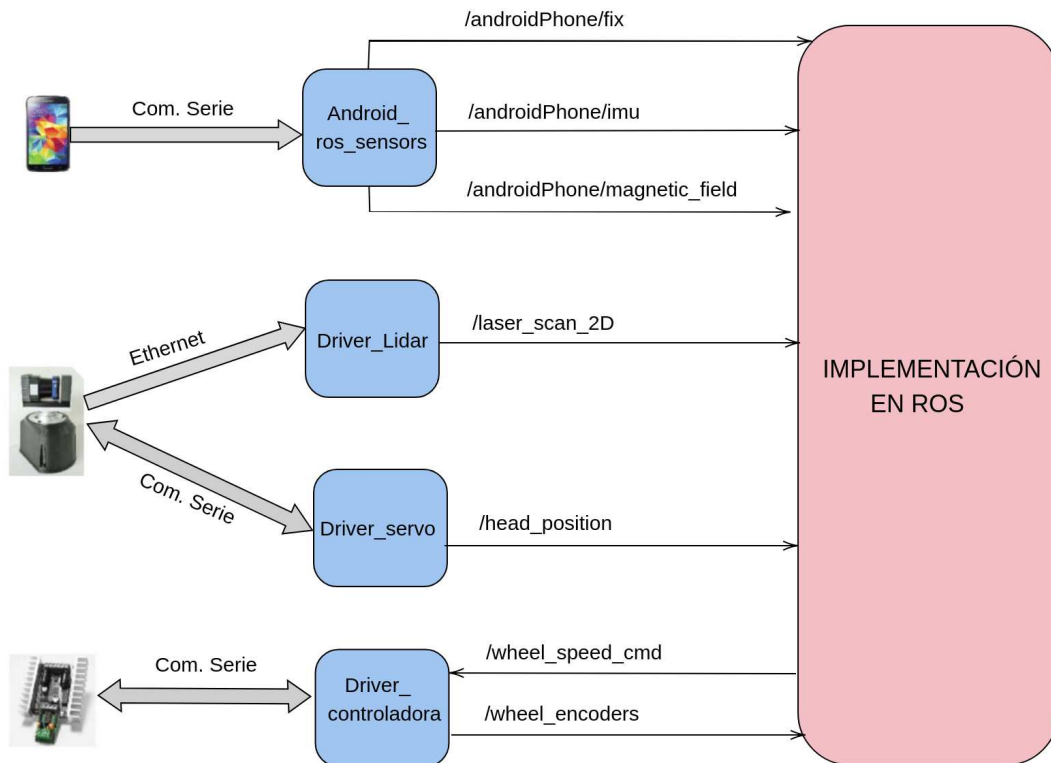 /androidPhone/fix
Com. Serie
Android_
ros_sensors
/androidPhone/imu
/androidPhone/magnetic_field
Ethernet
Driver_Lidar
/laser_scan_2D
IMPLEMENTACIÓN
EN ROS
Com. Serie
Driver_servo
/head_position
Com. Serie
Driver_
controladora
/wheel_speed_cmd
/wheel_encoders